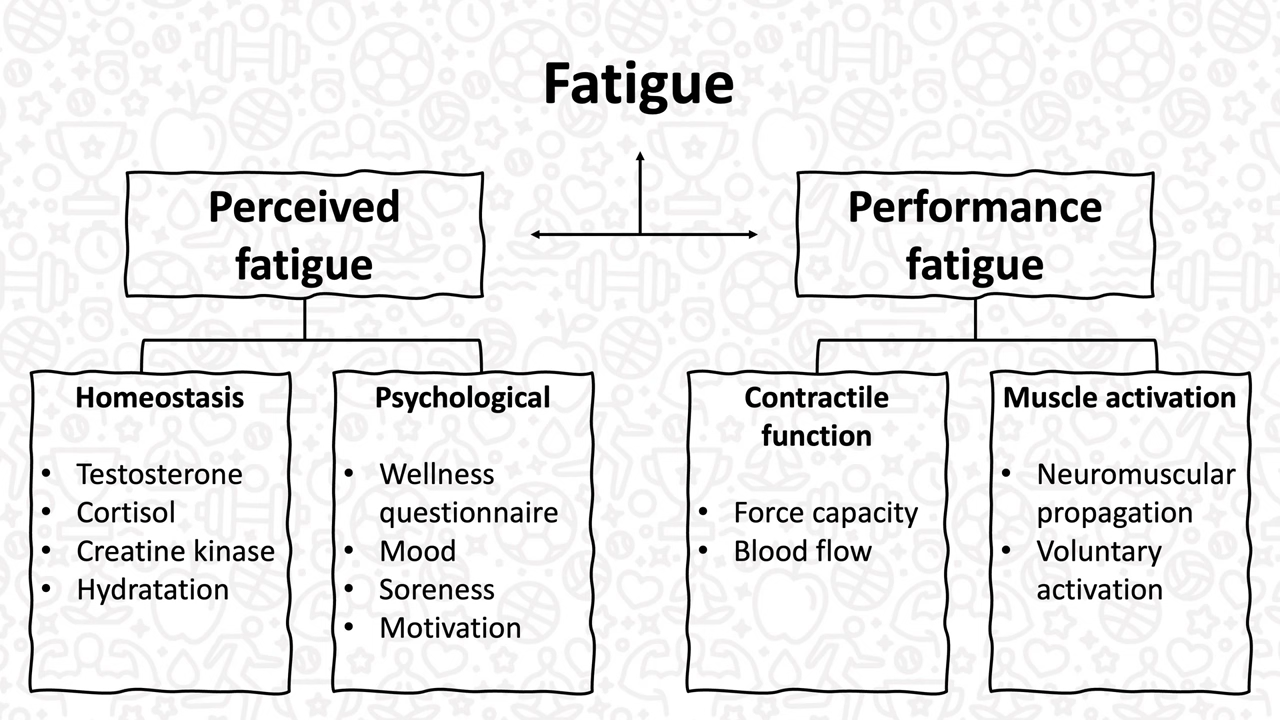 Fatigue
Perceived
fatigue
Performance
fatigue
Homeostasis
• Testosterone
• Cortisol
• Creatine kinase
• Hydratation
Psychological
• Wellness
questionnaire
• Mood
• Soreness
• Motivation
Contractile
function
• Force capacity
• Blood flow
Muscle activation
• Neuromuscular
propagation
• Voluntary
activation